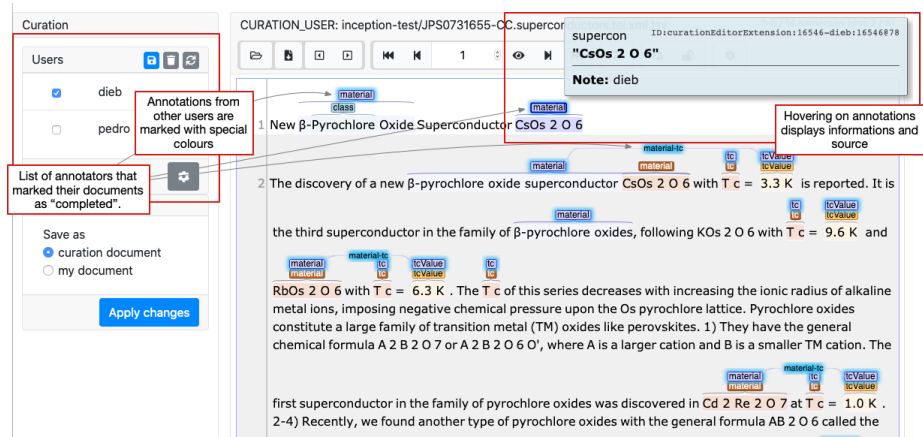 Curation
Users
dieb
pedro
Annotations from
other users are
marked with special
colours
List of annotators that
marked their documents
as “completed”.
Save as
curation document
my document
Apply changes
CURATION_USER: inception-test/JPS0731655-CC.supercon
1
supercon ID:curationEditorExtension:16546-dieb:16546@78
"CsOs 2 O 6"
Note: dieb
Hovering on annotations
displays informations and
source
material
class material
1 New β-Pyrochlore Oxide Superconductor CsOs 2 O 6
material-tc
material material tc tcValue
tc tcValue
2 The discovery of a new β-pyrochlore oxide superconductor CsOs 2 O 6 with T c = 3.3 K is reported. It is
tc tcValue
material tc tcValue
the third superconductor in the family of β-pyrochlore oxides, following KOs 2 O 6 with T c = 9.6 K and
material-tc
material tc tcValue tc
material tc tcValue tc
RbOs 2 O 6 with T c = 6.3 K . The T c of this series decreases with increasing the ionic radius of alkaline
metal ions, imposing negative chemical pressure upon the Os pyrochlore lattice. Pyrochlore oxides
constitute a large family of transition metal (TM) oxides like perovskites. 1) They have the general
chemical formula A 2 B 2 O 7 or A 2 B 2 O 6 O', where A is a larger cation and B is a smaller TM cation. The
material-tc
material tc tcValue
material tc tcValue
first superconductor in the family of pyrochlore oxides was discovered in Cd 2 Re 2 O 7 at T c = 1.0 K .
2-4) Recently, we found another type of pyrochlore oxides with the general formula AB 2 O 6 called the